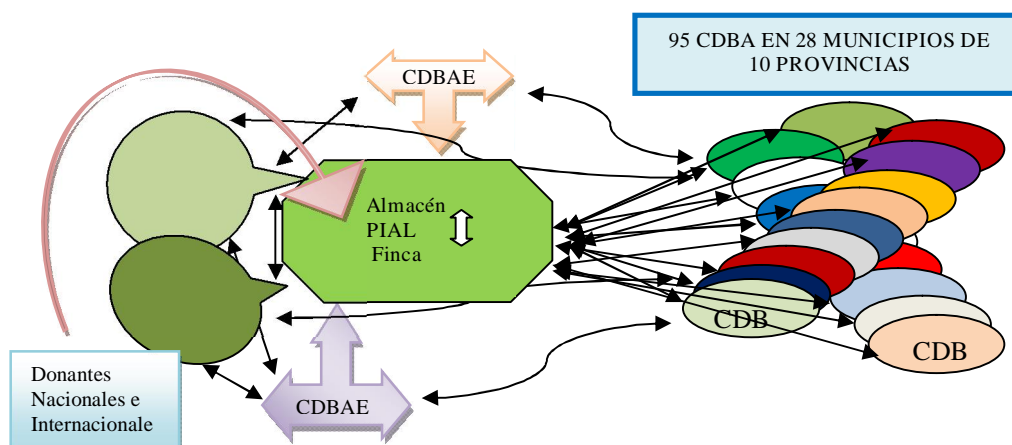 95 CDBA EN 28 MUNICIPIOS DE
10 PROVINCIAS
CDBAE
Almacén
PIAL
Finca
CDB
CDB
CDBAE
Donantes
Nacionales e
Internacionale